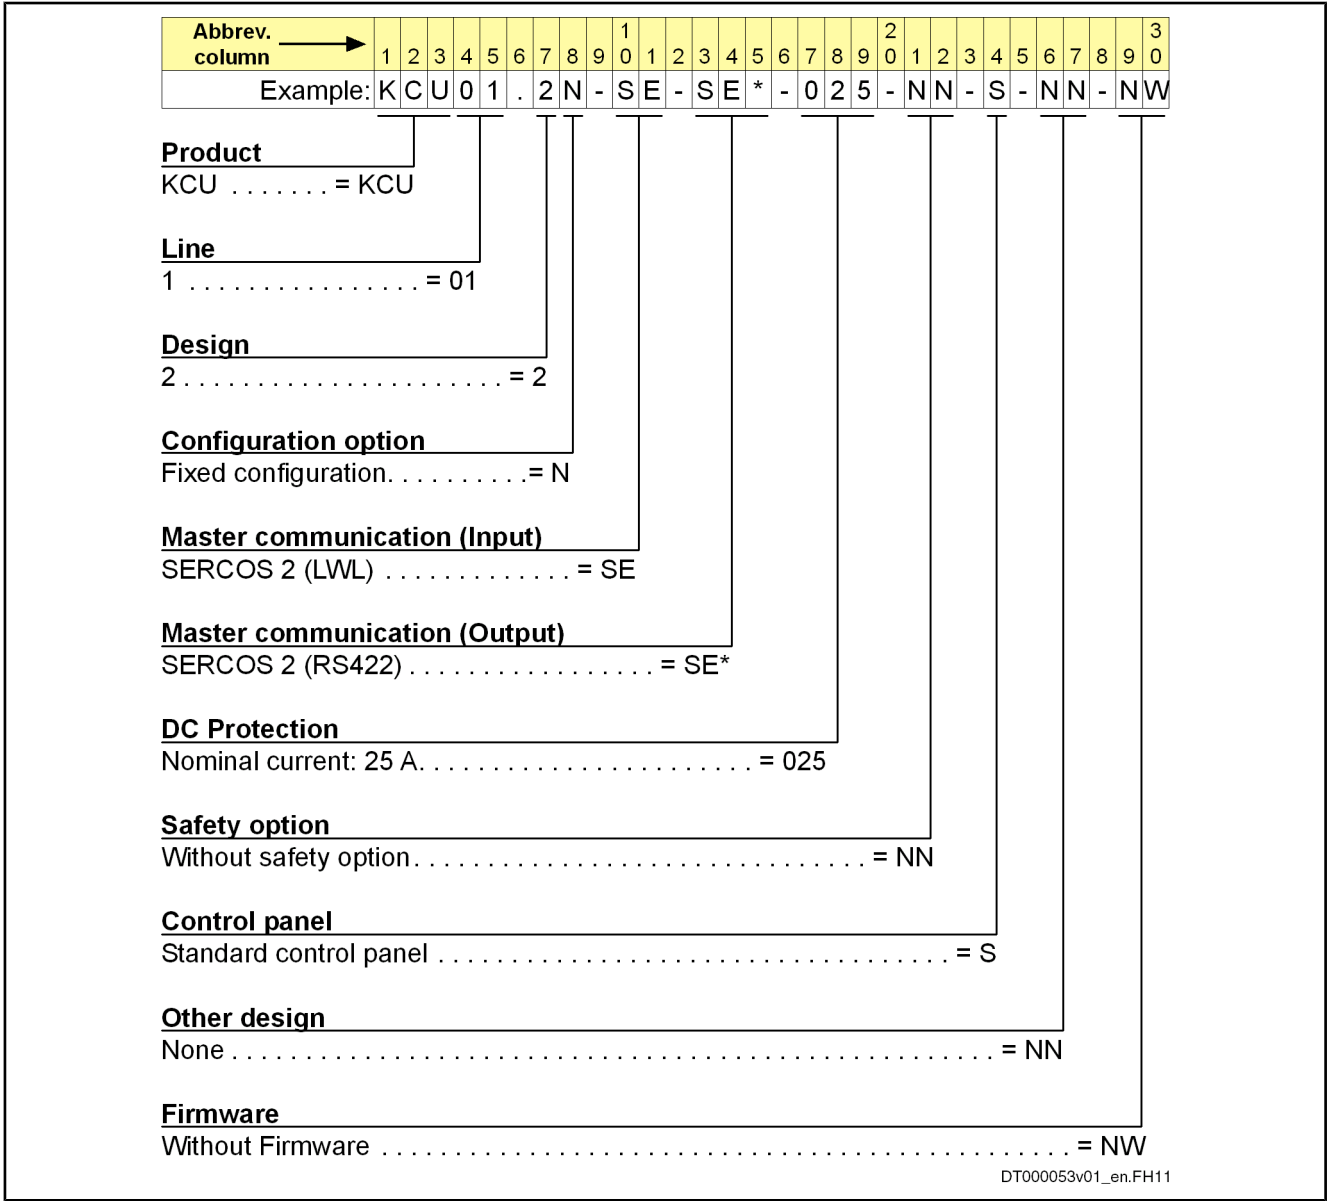 Abbrev. column 1 2 3 4 5 6 7 8 9 10 1 2 3 4 5 6 7 8 9 20 1 2 3 4 5 6 7 8 9 30
Example: K C U 0 1 . 2 N - S E - S E * - 0 2 5 - N N - S - N N - N W
Product
KCU . . . . . . . = KCU
Line
1 . . . . . . . . . . . . . . . . = 01
Design
2 . . . . . . . . . . . . . . . . . . . . . . = 2
Configuration option
Fixed configuration. . . . . . . . . .= N
Master communication (Input)
SERCOS 2 (LWL) . . . . . . . . . . . . . = SE
Master communication (Output)
SERCOS 2 (RS422) . . . . . . . . . . . . . . . . . = SE*
DC Protection
Nominal current: 25 A. . . . . . . . . . . . . . . . . . . . . . . = 025
Safety option
Without safety option. . . . . . . . . . . . . . . . . . . . . . . . . . . . . . . = NN
Control panel
Standard control panel . . . . . . . . . . . . . . . . . . . . . . . . . . . . . . . . . . . = S
Other design
None . . . . . . . . . . . . . . . . . . . . . . . . . . . . . . . . . . . . . . . . . . . . . . . . . . . . = NN
Firmware
Without Firmware . . . . . . . . . . . . . . . . . . . . . . . . . . . . . . . . . . . . . . . . . . . . . . . = NW
DT000053v01_en.FH11